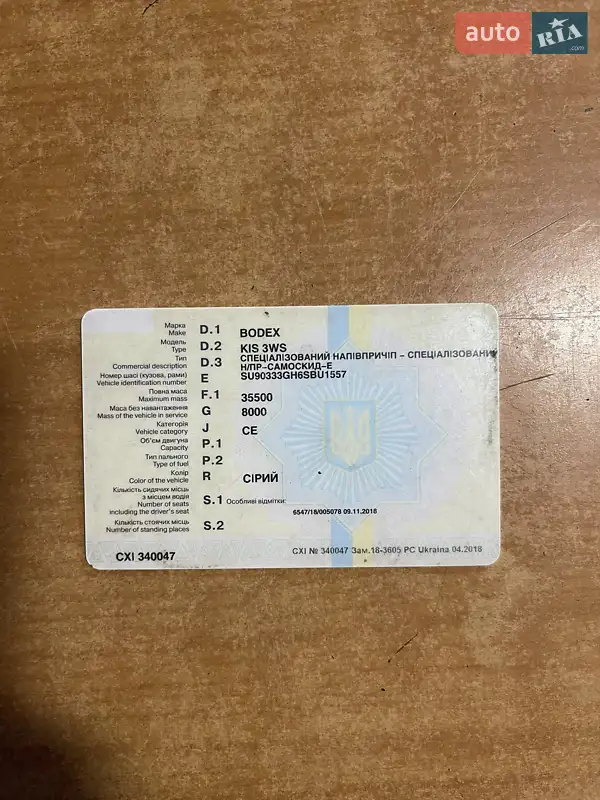 auto RIA .com
Марка
Make
D.1
BODEX
Модель
Type
D.2
KIS 3WS
Тип
Commercial description
D.3
СПЕЦІАЛІЗОВАНИЙ НАПІВПРИЧІП – СПЕЦІАЛІЗОВАНИЙ
Н/ПР-САМОСКИД-Е
Номер шасі (кузова, рами)
Vehicle identification number
E
SU90333GH6SBU1557
Повна маса
Maximum mass
F.1
35500
Маса без навантаження
Mass of the vehicle in service
G
8000
Категорія
Vehicle category
J
CE
Об'єм двигуна
Capacity
P.1
Тип пального
Type of fuel
P.2
Колір
Color of the vehicle
R
СІРИЙ
Кількість сидячих місць
з місцем водія
Number of seats
including the driver's seat
S.1
Особливі відмітки:
6547/18/005078 09.11.2018
Кількість стоячих місць
Number of standing places
S.2
CXI 340047
CXI № 340047 Зам.18-3605 PC Ukraina 04.2018